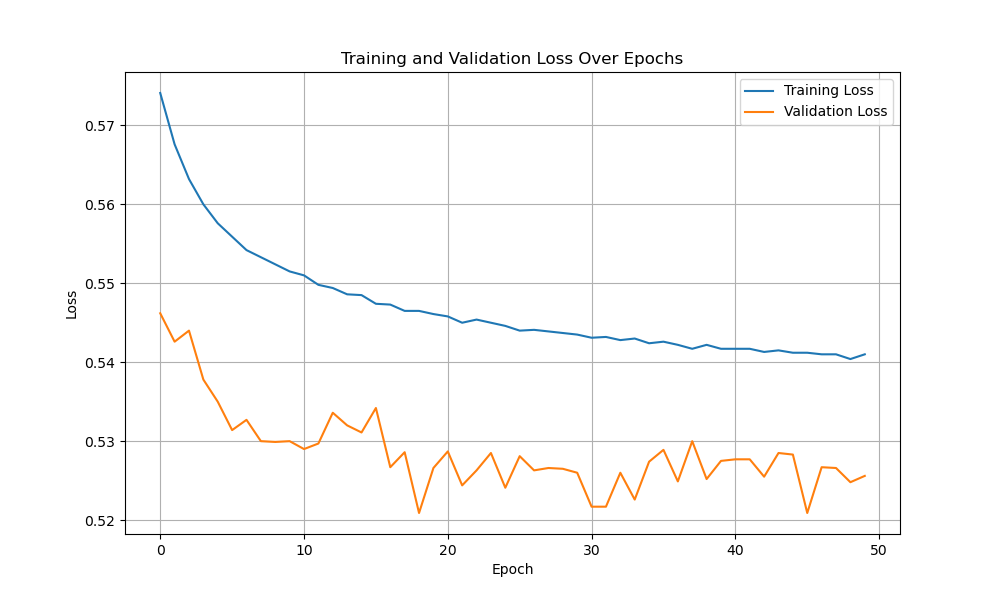 Training and Validation Loss Over Epochs
Training Loss
Validation Loss
0.57
0.56
0.55
0.54
0.53
0.52
Loss
0
10
20
30
40
50
Epoch